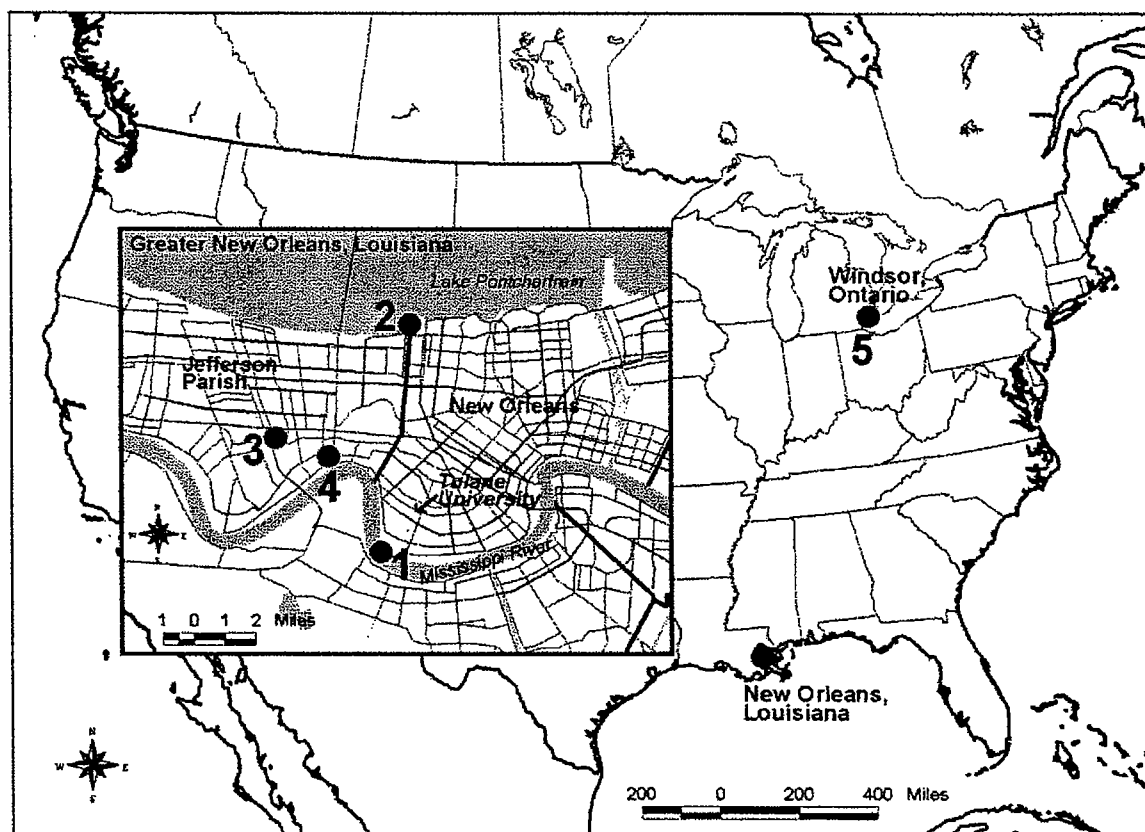 Greater New Orleans, Louisiana
Lake Pontchartrain
2
Jefferson
Parish
New Orleans
3
4
Tulane
University
1
Mississippi River
N
W E
1 0 1 2 Miles
Windsor,
Ontario
5
New Orleans,
Louisiana
N
W E
S
200 0 200 400 Miles